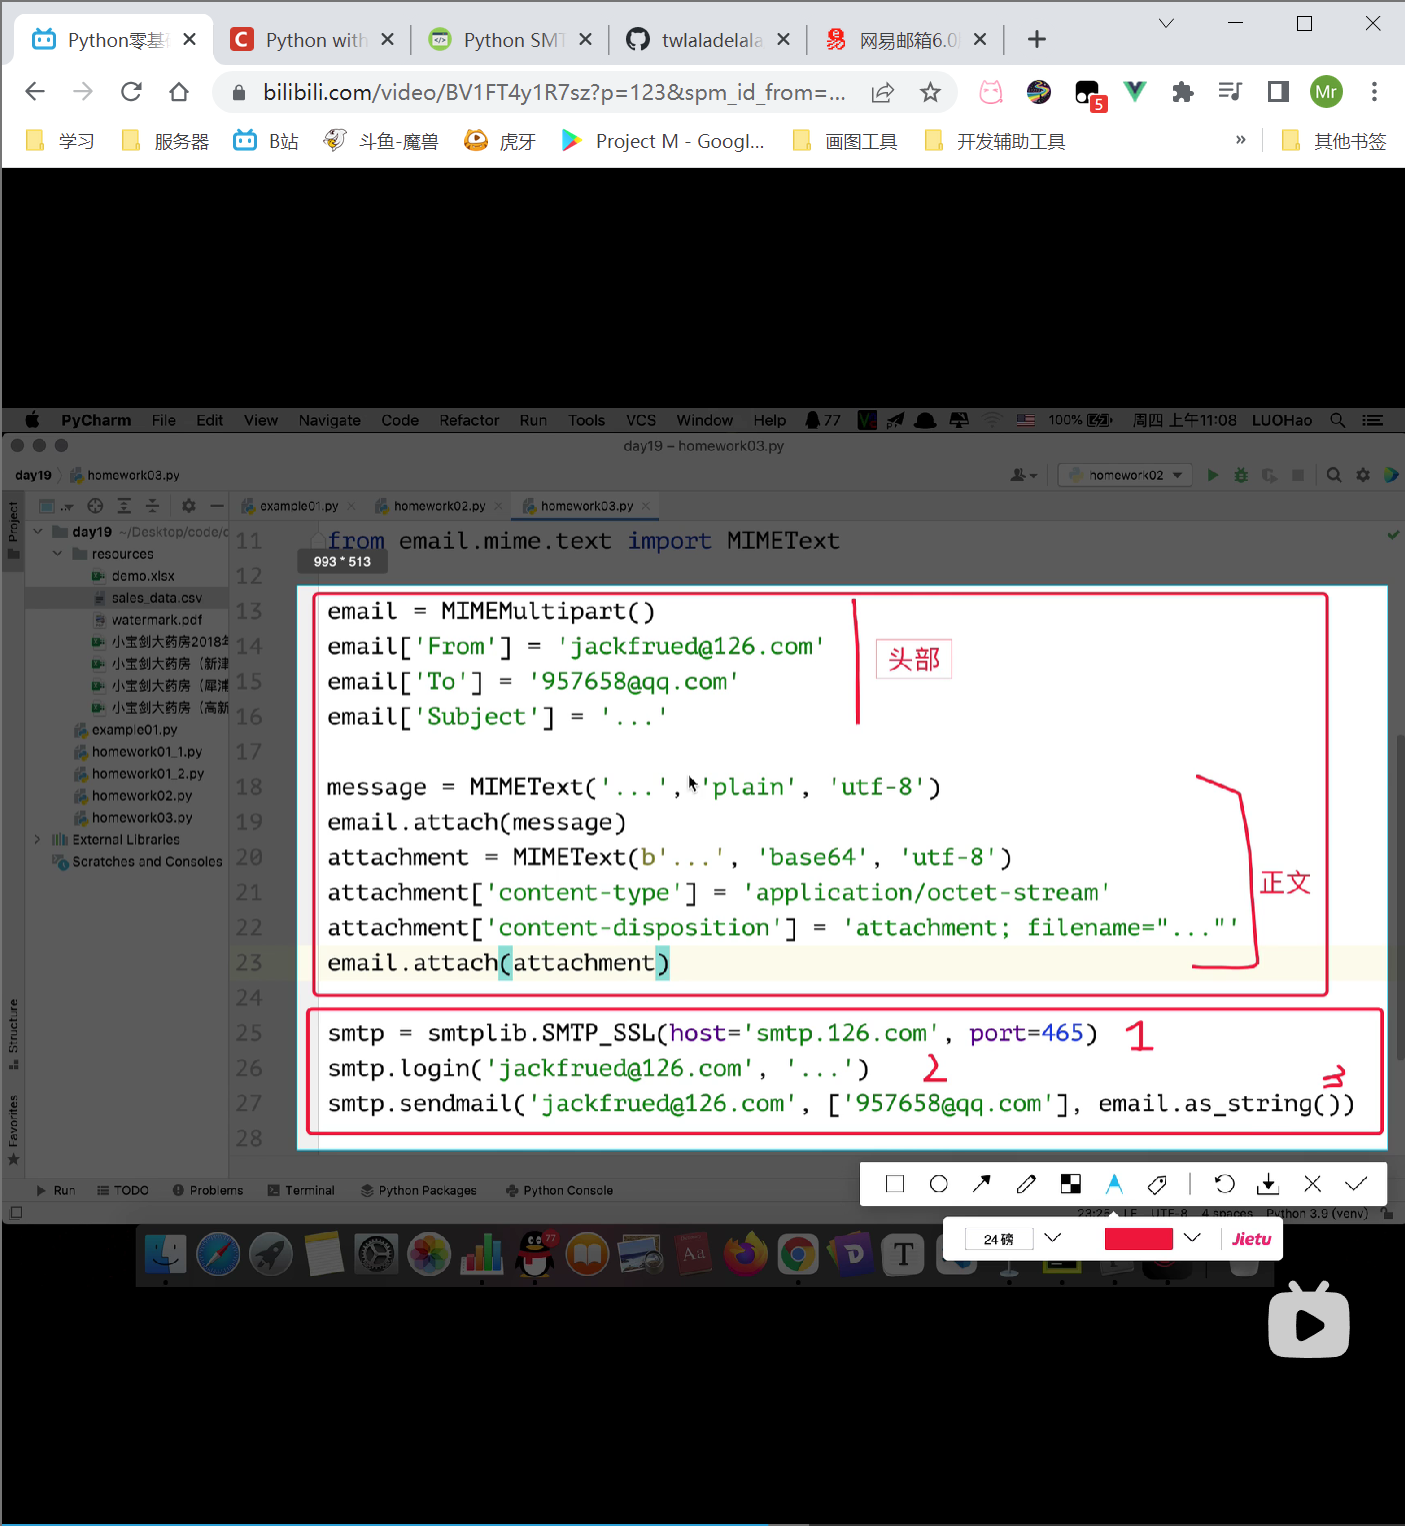 Python零基
Python with
Python SMT
twlaladelala
网易邮箱6.0
bilibili.com/video/BV1FT4y1R7sz?p=123&spm_id_from=...
5
Mr
学习
服务器
B站
斗鱼-魔兽
虎牙
Project M - Googl...
画图工具
开发辅助工具
»
其他书签
PyCharm File Edit View Navigate Code Refactor Run Tools VCS Window Help 77 100% 周四 上午11:08 LUOHao
day19 – homework03.py
day19 homework03.py
homework02
Project
example01.py
homework02.py
homework03.py
day19 ~/Desktop/code/c
resources
demo.xlsx
sales_data.csv
watermark.pdf
小宝剑大药房2018年
小宝剑大药房（新津
小宝剑大药房（犀浦
小宝剑大药房（高新
example01.py
homework01_1.py
homework01_2.py
homework02.py
homework03.py
External Libraries
Scratches and Consoles
Structure
Favorites
993 * 513
11 from email.mime.text import MIMEText
12
13 email = MIMEMultipart()
14 email['From'] = 'jackfrued@126.com'
15 email['To'] = '957658@qq.com'
16 email['Subject'] = '...'
头部
17
18 message = MIMEText('...', 'plain', 'utf-8')
19 email.attach(message)
20 attachment = MIMEText(b'...', 'base64', 'utf-8')
21 attachment['content-type'] = 'application/octet-stream'
22 attachment['content-disposition'] = 'attachment; filename="..."'
23 email.attach(attachment)
正文
24
25 smtp = smtplib.SMTP_SSL(host='smtp.126.com', port=465) 1
26 smtp.login('jackfrued@126.com', '...') 2
27 smtp.sendmail('jackfrued@126.com', ['957658@qq.com'], email.as_string()) 3
28
Run TODO Problems Terminal Python Packages Python Console
23:25 LF UTF-8 4 spaces Python 3.9 (venv)
24 磅
Jietu
77
Aa
T